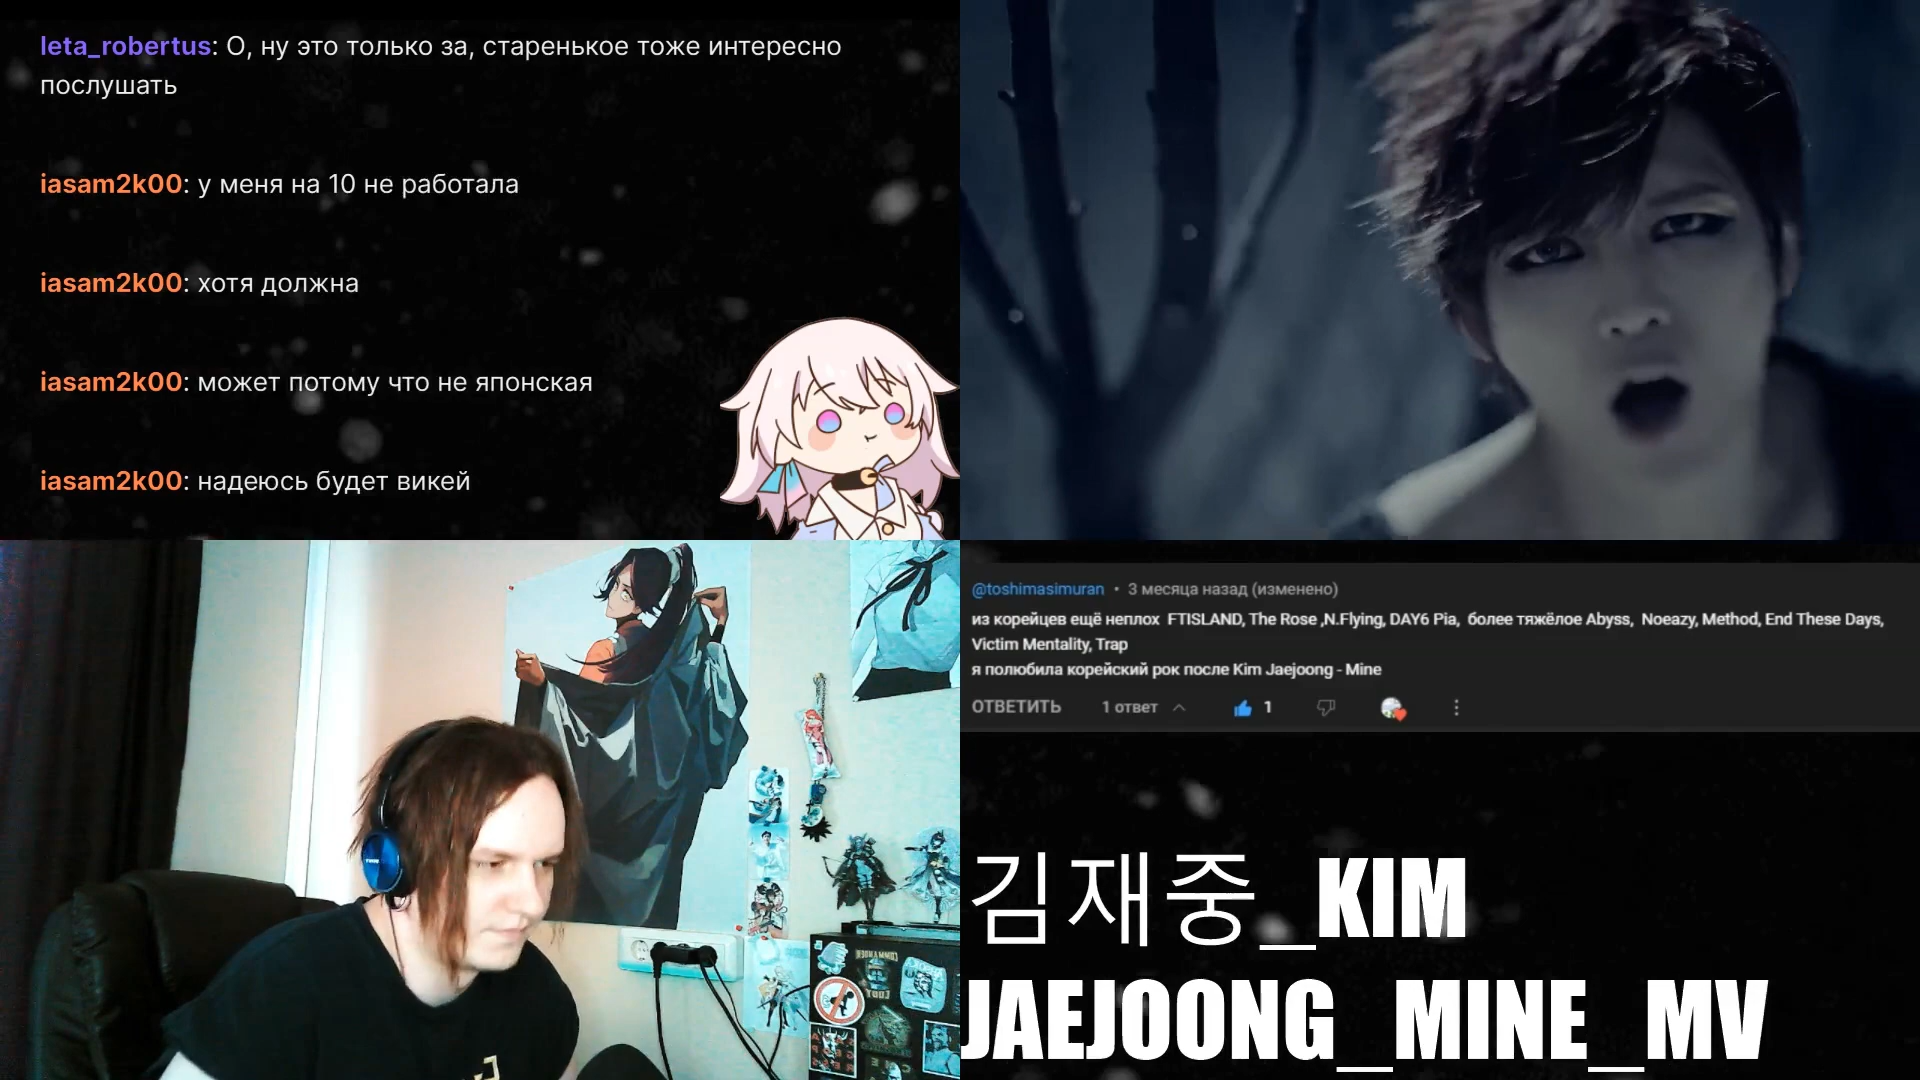 leta_robertus: О, ну это только за, старенькое тоже интересно
послушать
iasam2k00: у меня на 10 не работала
iasam2k00: хотя должна
iasam2k00: может потому что не японская
iasam2k00: надеюсь будет викей
@toshimasimuran • 3 месяца назад (изменено)
из корейцев ещё неплох FTISLAND, The Rose ,N.Flying, DAY6 Pia, более тяжёлое Abyss, Noeazy, Method, End These Days,
Victim Mentality, Trap
я полюбила корейский рок после Kim Jaejoong - Mine
ОТВЕТИТЬ 1 ответ 1
김재중_KIM
JAEJOONG_MINE_MV